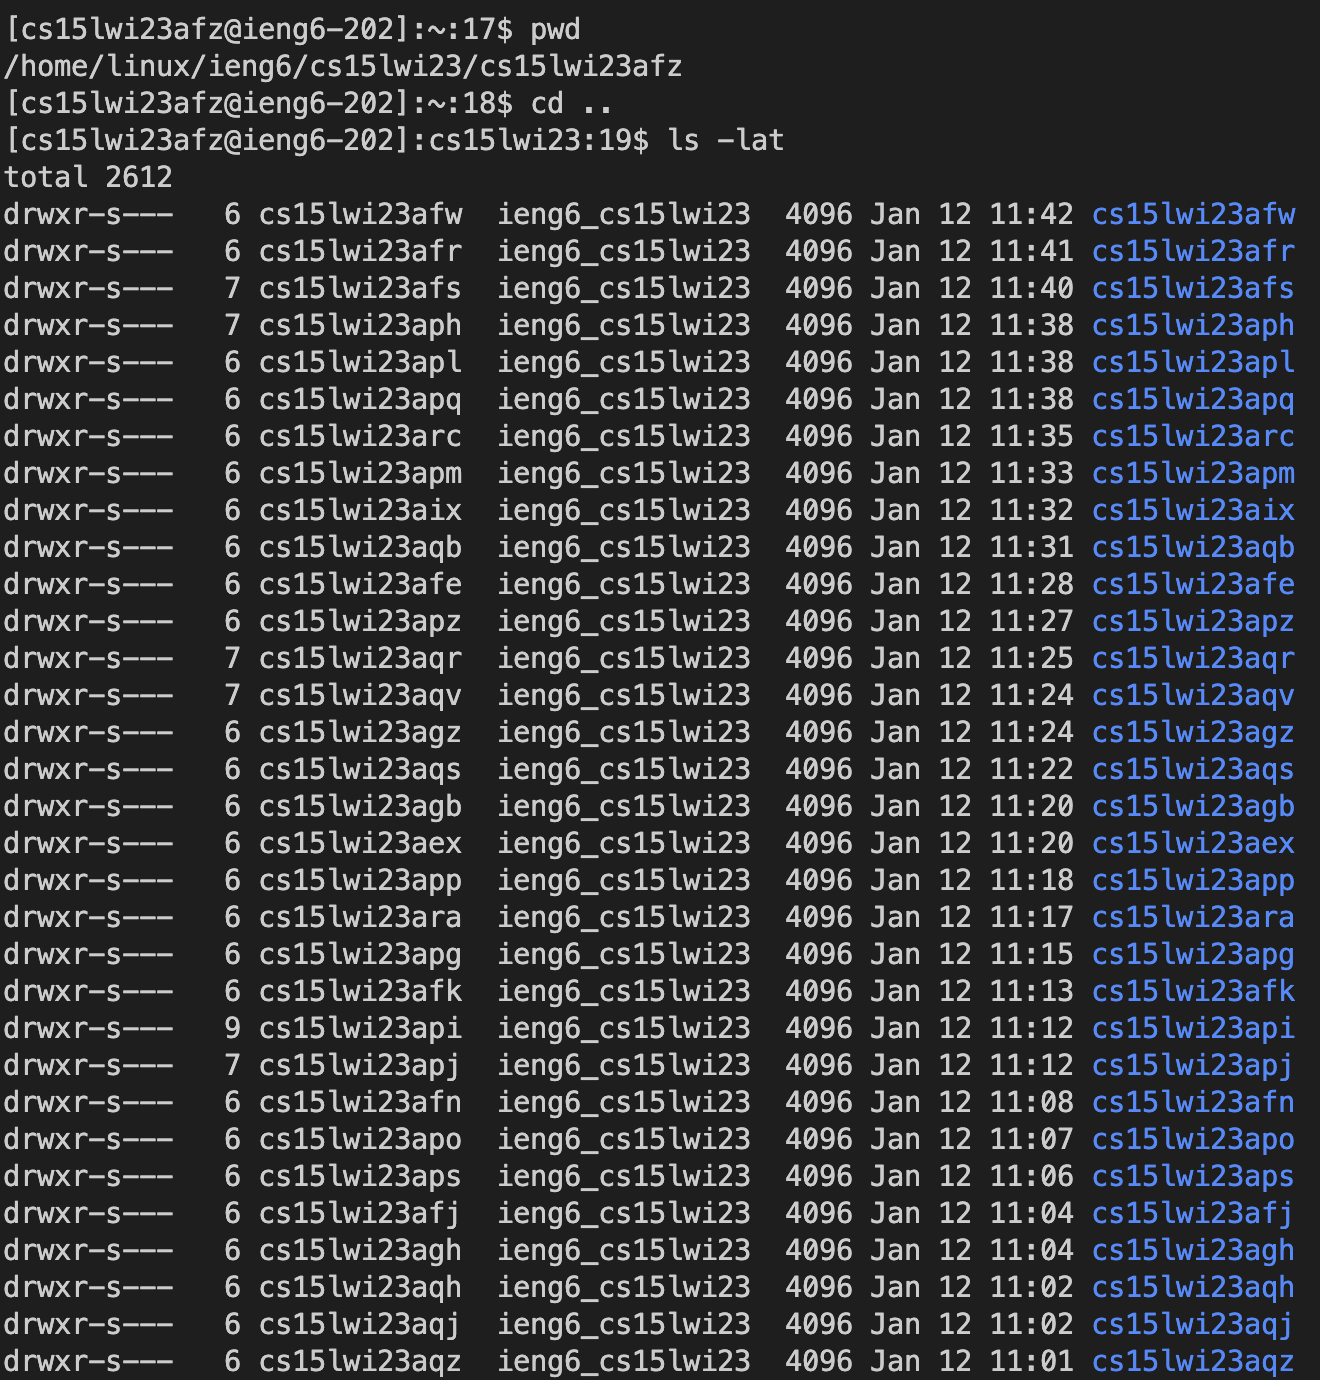 [cs15lwi23afz@ieng6-202]:~:17$ pwd
/home/linux/ieng6/cs15lwi23/cs15lwi23afz
[cs15lwi23afz@ieng6-202]:~:18$ cd ..
[cs15lwi23afz@ieng6-202]:cs15lwi23:19$ ls -lat
total 2612
drwxr-s---   6 cs15lwi23afw  ieng6_cs15lwi23  4096 Jan 12 11:42 cs15lwi23afw
drwxr-s---   6 cs15lwi23afr  ieng6_cs15lwi23  4096 Jan 12 11:41 cs15lwi23afr
drwxr-s---   7 cs15lwi23afs  ieng6_cs15lwi23  4096 Jan 12 11:40 cs15lwi23afs
drwxr-s---   7 cs15lwi23aph  ieng6_cs15lwi23  4096 Jan 12 11:38 cs15lwi23aph
drwxr-s---   6 cs15lwi23apl  ieng6_cs15lwi23  4096 Jan 12 11:38 cs15lwi23apl
drwxr-s---   6 cs15lwi23apq  ieng6_cs15lwi23  4096 Jan 12 11:38 cs15lwi23apq
drwxr-s---   6 cs15lwi23arc  ieng6_cs15lwi23  4096 Jan 12 11:35 cs15lwi23arc
drwxr-s---   6 cs15lwi23apm  ieng6_cs15lwi23  4096 Jan 12 11:33 cs15lwi23apm
drwxr-s---   6 cs15lwi23aix  ieng6_cs15lwi23  4096 Jan 12 11:32 cs15lwi23aix
drwxr-s---   6 cs15lwi23aqb  ieng6_cs15lwi23  4096 Jan 12 11:31 cs15lwi23aqb
drwxr-s---   6 cs15lwi23afe  ieng6_cs15lwi23  4096 Jan 12 11:28 cs15lwi23afe
drwxr-s---   6 cs15lwi23apz  ieng6_cs15lwi23  4096 Jan 12 11:27 cs15lwi23apz
drwxr-s---   7 cs15lwi23aqr  ieng6_cs15lwi23  4096 Jan 12 11:25 cs15lwi23aqr
drwxr-s---   7 cs15lwi23aqv  ieng6_cs15lwi23  4096 Jan 12 11:24 cs15lwi23aqv
drwxr-s---   6 cs15lwi23agz  ieng6_cs15lwi23  4096 Jan 12 11:24 cs15lwi23agz
drwxr-s---   6 cs15lwi23aqs  ieng6_cs15lwi23  4096 Jan 12 11:22 cs15lwi23aqs
drwxr-s---   6 cs15lwi23agb  ieng6_cs15lwi23  4096 Jan 12 11:20 cs15lwi23agb
drwxr-s---   6 cs15lwi23aex  ieng6_cs15lwi23  4096 Jan 12 11:20 cs15lwi23aex
drwxr-s---   6 cs15lwi23app  ieng6_cs15lwi23  4096 Jan 12 11:18 cs15lwi23app
drwxr-s---   6 cs15lwi23ara  ieng6_cs15lwi23  4096 Jan 12 11:17 cs15lwi23ara
drwxr-s---   6 cs15lwi23apg  ieng6_cs15lwi23  4096 Jan 12 11:15 cs15lwi23apg
drwxr-s---   6 cs15lwi23afk  ieng6_cs15lwi23  4096 Jan 12 11:13 cs15lwi23afk
drwxr-s---   9 cs15lwi23api  ieng6_cs15lwi23  4096 Jan 12 11:12 cs15lwi23api
drwxr-s---   7 cs15lwi23apj  ieng6_cs15lwi23  4096 Jan 12 11:12 cs15lwi23apj
drwxr-s---   6 cs15lwi23afn  ieng6_cs15lwi23  4096 Jan 12 11:08 cs15lwi23afn
drwxr-s---   6 cs15lwi23apo  ieng6_cs15lwi23  4096 Jan 12 11:07 cs15lwi23apo
drwxr-s---   6 cs15lwi23aps  ieng6_cs15lwi23  4096 Jan 12 11:06 cs15lwi23aps
drwxr-s---   6 cs15lwi23afj  ieng6_cs15lwi23  4096 Jan 12 11:04 cs15lwi23afj
drwxr-s---   6 cs15lwi23agh  ieng6_cs15lwi23  4096 Jan 12 11:04 cs15lwi23agh
drwxr-s---   6 cs15lwi23aqh  ieng6_cs15lwi23  4096 Jan 12 11:02 cs15lwi23aqh
drwxr-s---   6 cs15lwi23aqj  ieng6_cs15lwi23  4096 Jan 12 11:02 cs15lwi23aqj
drwxr-s---   6 cs15lwi23aqz  ieng6_cs15lwi23  4096 Jan 12 11:01 cs15lwi23aqz